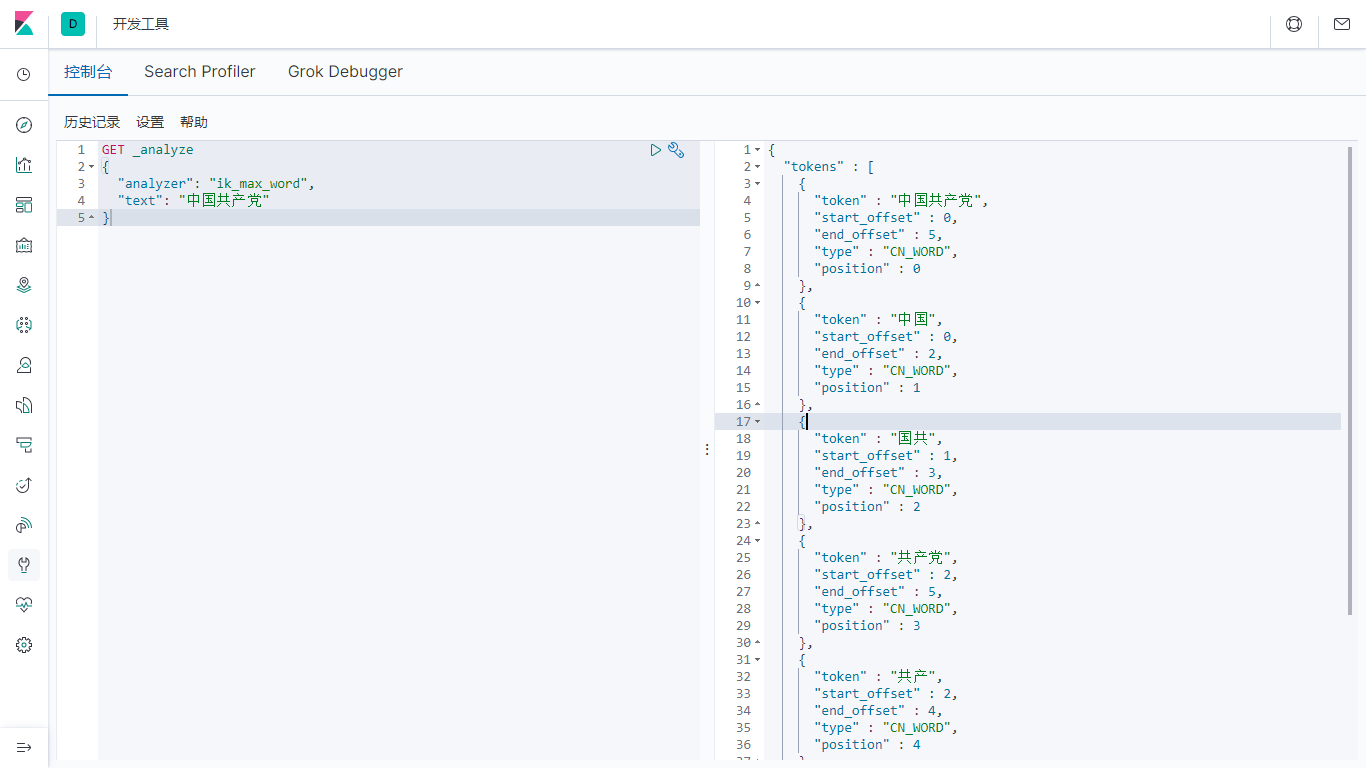 D 开发工具
控制台 Search Profiler Grok Debugger
历史记录 设置 帮助
1 GET _analyze
2 {
3 "analyzer": "ik_max_word",
4 "text": "中国共产党"
5 }
1 {
2 "tokens" : [
3 {
4 "token" : "中国共产党",
5 "start_offset" : 0,
6 "end_offset" : 5,
7 "type" : "CN_WORD",
8 "position" : 0
9 },
10 {
11 "token" : "中国",
12 "start_offset" : 0,
13 "end_offset" : 2,
14 "type" : "CN_WORD",
15 "position" : 1
16 },
17 {
18 "token" : "国共",
19 "start_offset" : 1,
20 "end_offset" : 3,
21 "type" : "CN_WORD",
22 "position" : 2
23 },
24 {
25 "token" : "共产党",
26 "start_offset" : 2,
27 "end_offset" : 5,
28 "type" : "CN_WORD",
29 "position" : 3
30 },
31 {
32 "token" : "共产",
33 "start_offset" : 2,
34 "end_offset" : 4,
35 "type" : "CN_WORD",
36 "position" : 4